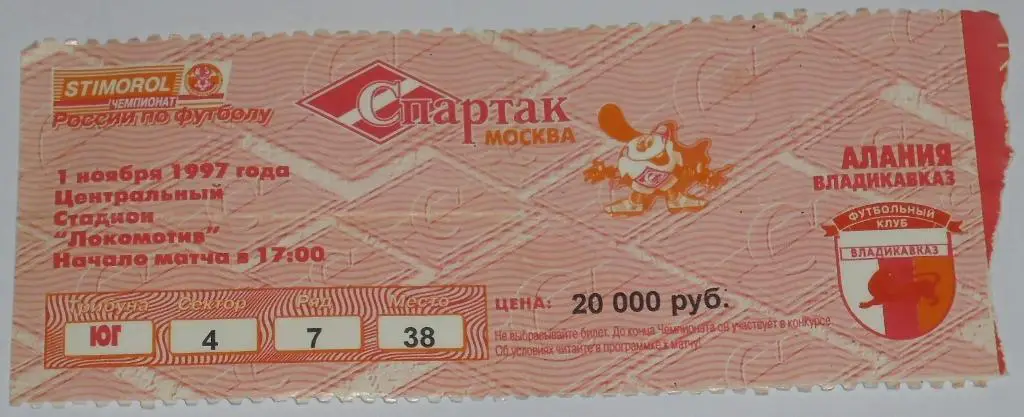 STIMOROL
ЧЕМПИОНАТ
России по футболу
Спартак
МОСКВА
АЛАНИЯ
ВЛАДИКАВКАЗ
ФУТБОЛЬНЫЙ
КЛУБ
ВЛАДИКАВКАЗ
1 ноября 1997 года
Центральный
Стадион
"Локомотив"
Начало матча в 17:00
Трибуна Сектор Ряд Место
ЮГ 4 7 38
ЦЕНА: 20 000 руб.
Не выбрасывайте билет. До конца Чемпионата он участвует в конкурсе.
Об условиях читайте в программке к матчу!